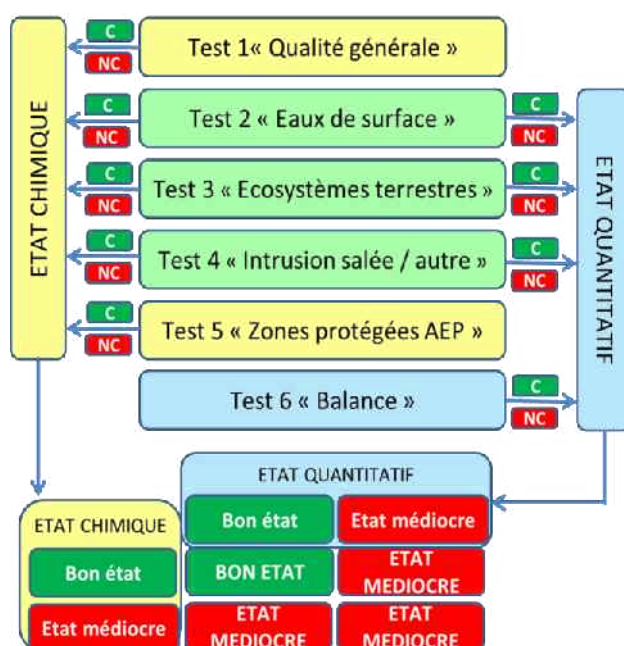 C
NC
Test 1« Qualité générale »
C
NC
Test 2 « Eaux de surface »
C
NC
C
NC
Test 3 « Ecosystèmes terrestres »
C
NC
C
NC
Test 4 « Intrusion salée / autre »
C
NC
C
NC
Test 5 « Zones protégées AEP »
Test 6 « Balance »
C
NC
ETAT CHIMIQUE
ETAT QUANTITATIF
ETAT QUANTITATIF
Bon état
Etat médiocre
ETAT CHIMIQUE
Bon état
BON ETAT
ETAT
MEDIOCRE
Etat médiocre
ETAT
MEDIOCRE
ETAT
MEDIOCRE